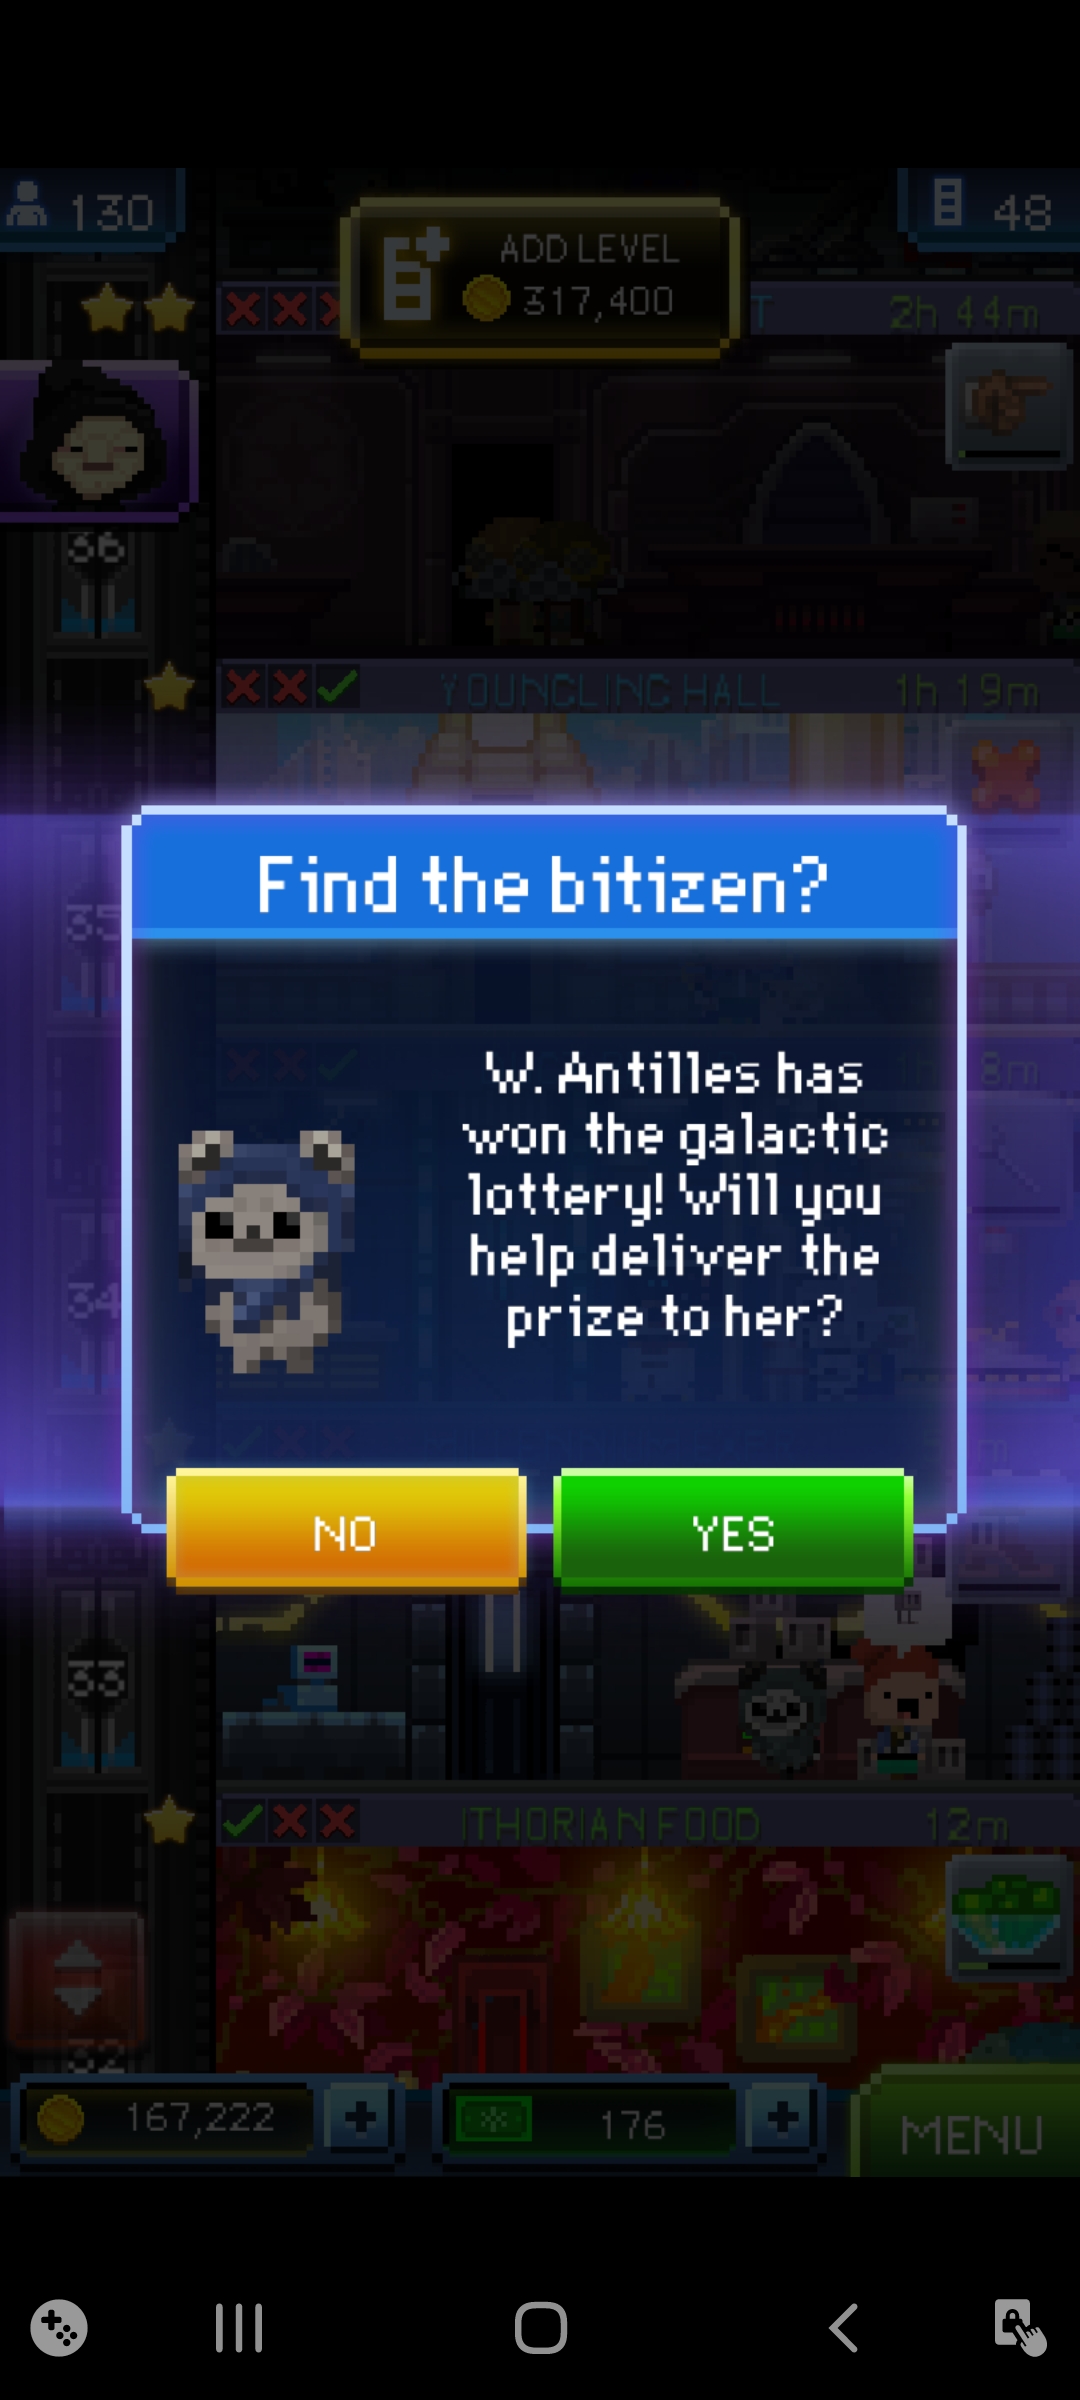 130
ADD LEVEL
317,400
48
T
2h 44m
36
YOUNGLING HALL
1h 19m
Find the bitizen?
35
8m
W. Antilles has
won the galactic
lottery! Will you
help deliver the
prize to her?
34
NO
YES
33
ITHORIAN FOOD
12m
32
167,222
176
MENU